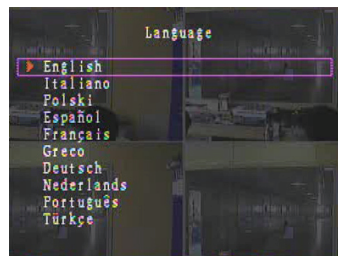 Language
English
Italiano
Polski
Español
Français
Greco
Deutsch
Nederlands
Português
Türkçe